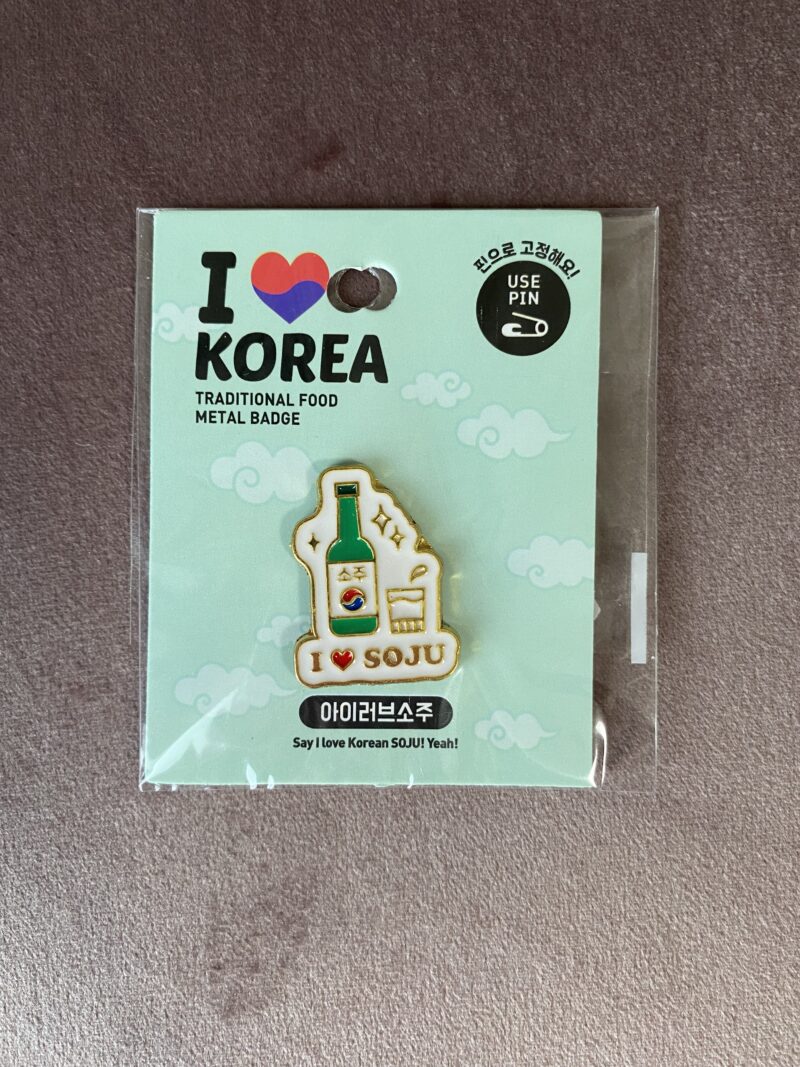 I ❤
KOREA
TRADITIONAL FOOD
METAL BADGE
핀으로 고정해요!
USE
PIN
소주
I ❤ SOJU
아이러브소주
Say I love Korean SOJU! Yeah!